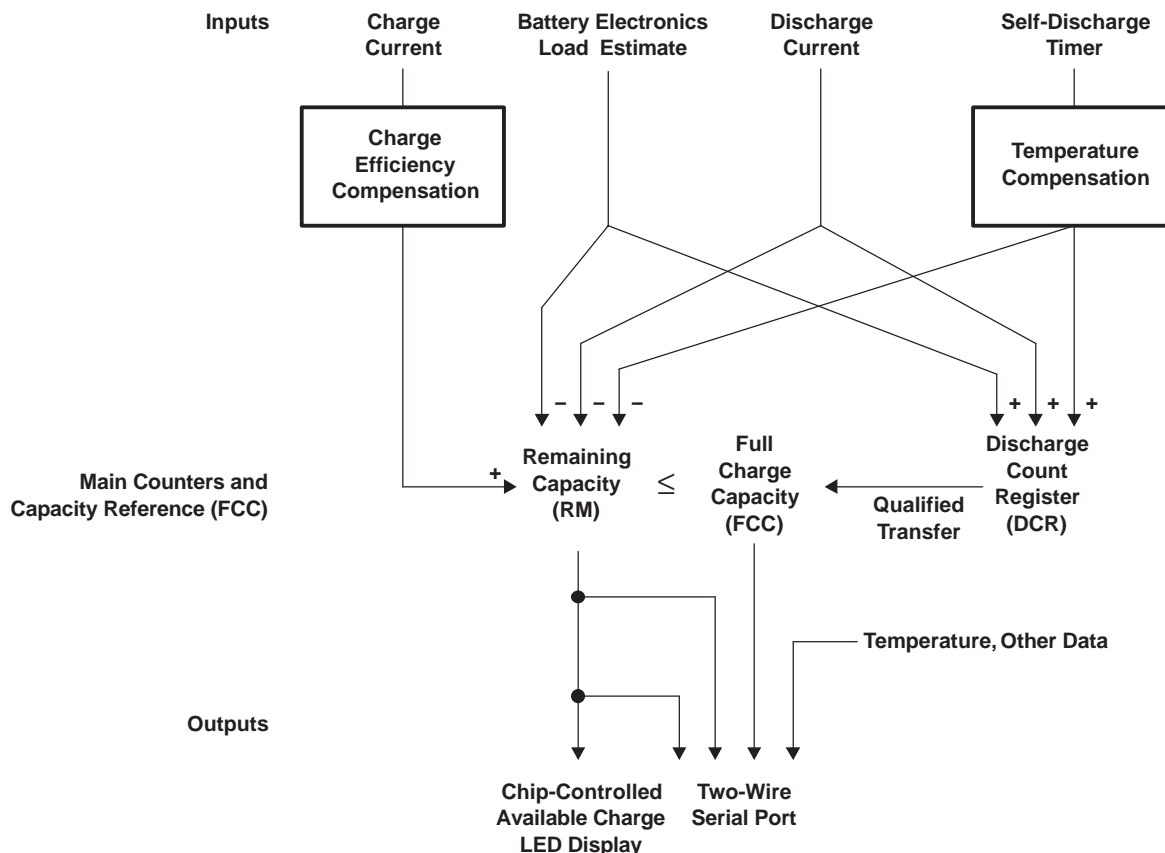 Inputs
Charge
Current
Battery Electronics
Load Estimate
Discharge
Current
Self-Discharge
Timer
Charge
Efficiency
Compensation
Temperature
Compensation
– – –
+ + +
Main Counters and
Capacity Reference (FCC)
+
Remaining
Capacity
(RM)
≤
Full
Charge
Capacity
(FCC)
Qualified
Transfer
Discharge
Count
Register
(DCR)
Temperature, Other Data
Outputs
Chip-Controlled
Available Charge
LED Display
Two-Wire
Serial Port